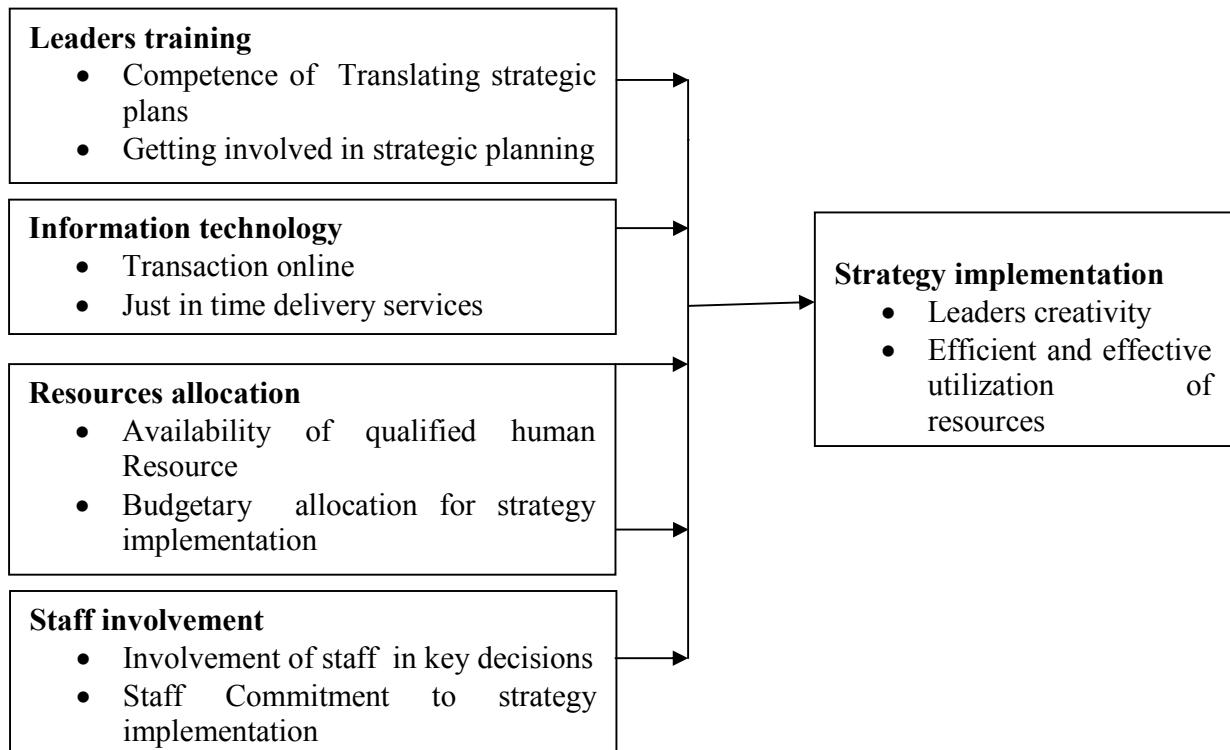 Leaders training
• Competence of Translating strategic
plans
• Getting involved in strategic planning
Information technology
• Transaction online
• Just in time delivery services
Resources allocation
• Availability of qualified human
Resource
• Budgetary allocation for strategy
implementation
Staff involvement
• Involvement of staff in key decisions
• Staff Commitment to strategy
implementation
Strategy implementation
• Leaders creativity
• Efficient and effective
utilization of
resources